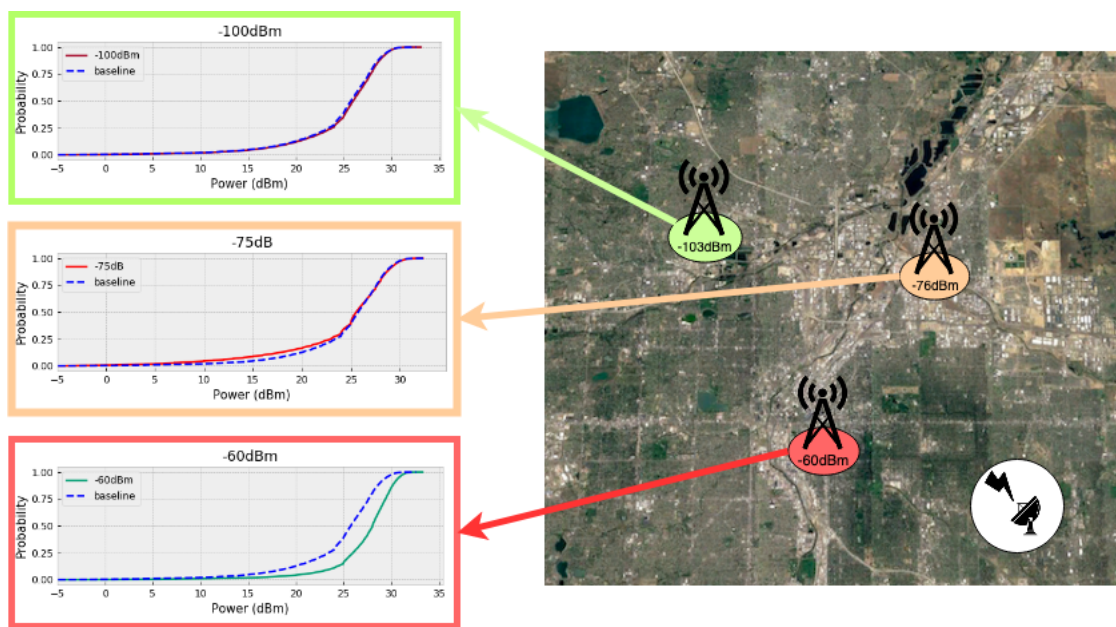 -100dBm
Probability
1.00
0.75
0.50
0.25
0.00
-100dBm
baseline
−5 0 5 10 15 20 25 30 35
Power (dBm)
-75dB
Probability
1.00
0.75
0.50
0.25
0.00
-75dB
baseline
−5 0 5 10 15 20 25 30
Power (dBm)
-60dBm
Probability
1.00
0.75
0.50
0.25
0.00
-60dBm
baseline
−5 0 5 10 15 20 25 30 35
Power (dBm)
-103dBm
-76dBm
-60dBm